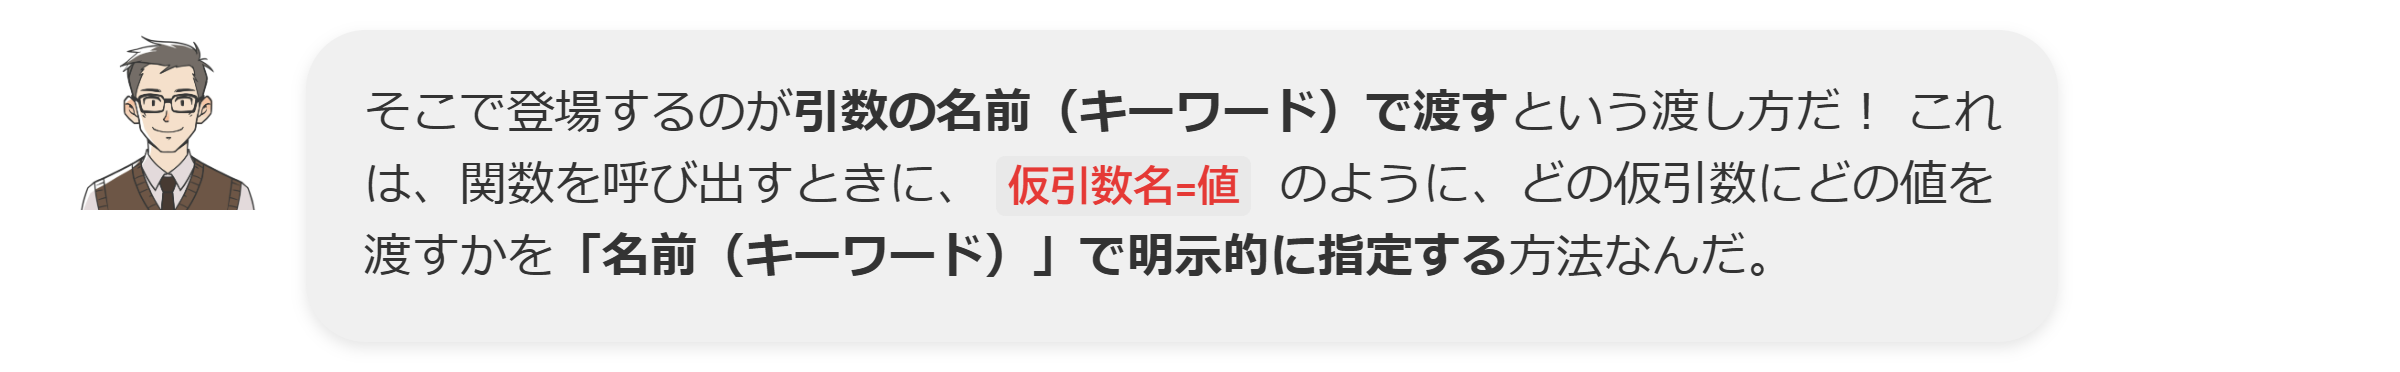 そこで登場するのが引数の名前（キーワード）で渡すという渡し方だ！ これ
は、関数を呼び出すときに、 仮引数名=値 のように、どの仮引数にどの値を
渡すかを「名前（キーワード）」で明示的に指定する方法なんだ。